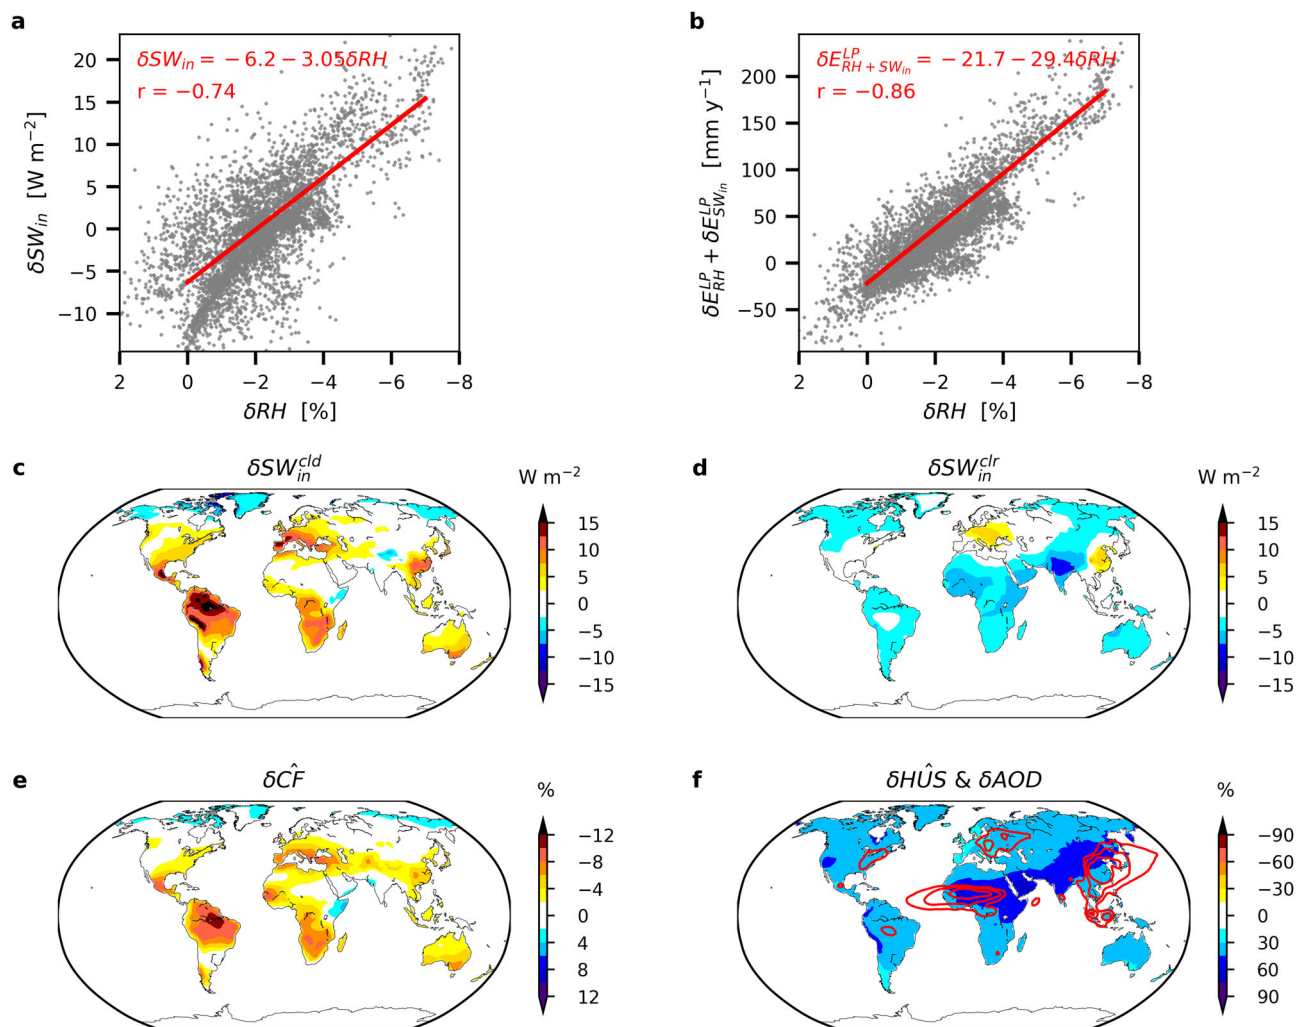 a
δSW_in = −6.2 − 3.05δRH
r = −0.74
20
15
10
5
0
−5
−10
δSW_in [W m⁻²]
2 0 −2 −4 −6 −8
δRH [%]
b
δE^LP_RH+SW_in = −21.7 − 29.4δRH
r = −0.86
200
150
100
50
0
−50
δE^LP_RH + δE^LP_SW_in [mm y⁻¹]
2 0 −2 −4 −6 −8
δRH [%]
c
δSW^cld_in
W m⁻²
15
10
5
0
−5
−10
−15
d
δSW^clr_in
W m⁻²
15
10
5
0
−5
−10
−15
e
δCF̂
%
−12
−8
−4
0
4
8
12
f
δHÛS & δAOD
%
−90
−60
−30
0
30
60
90